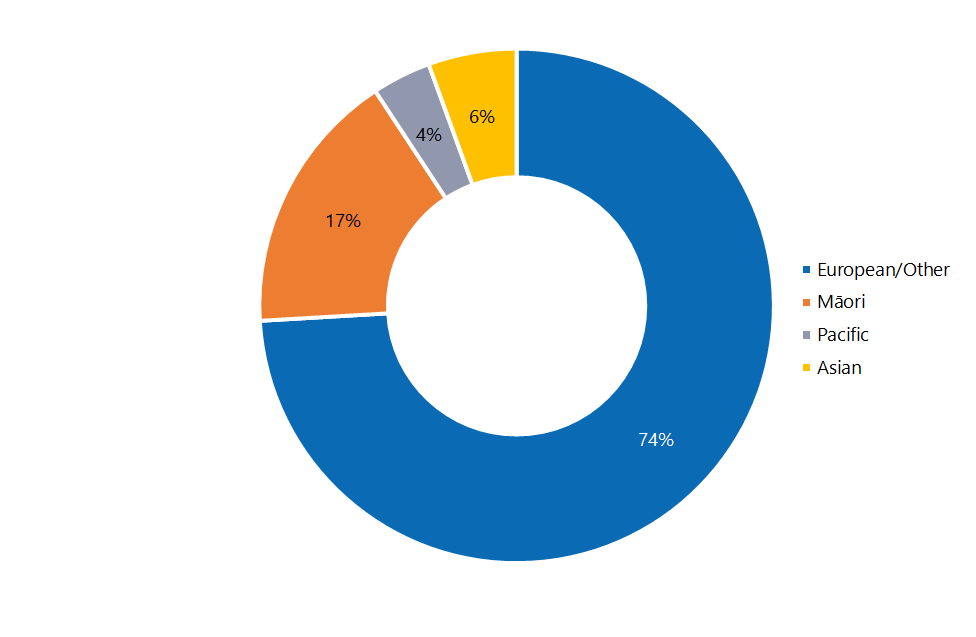 6%
4%
17%
74%
European/Other
Māori
Pacific
Asian